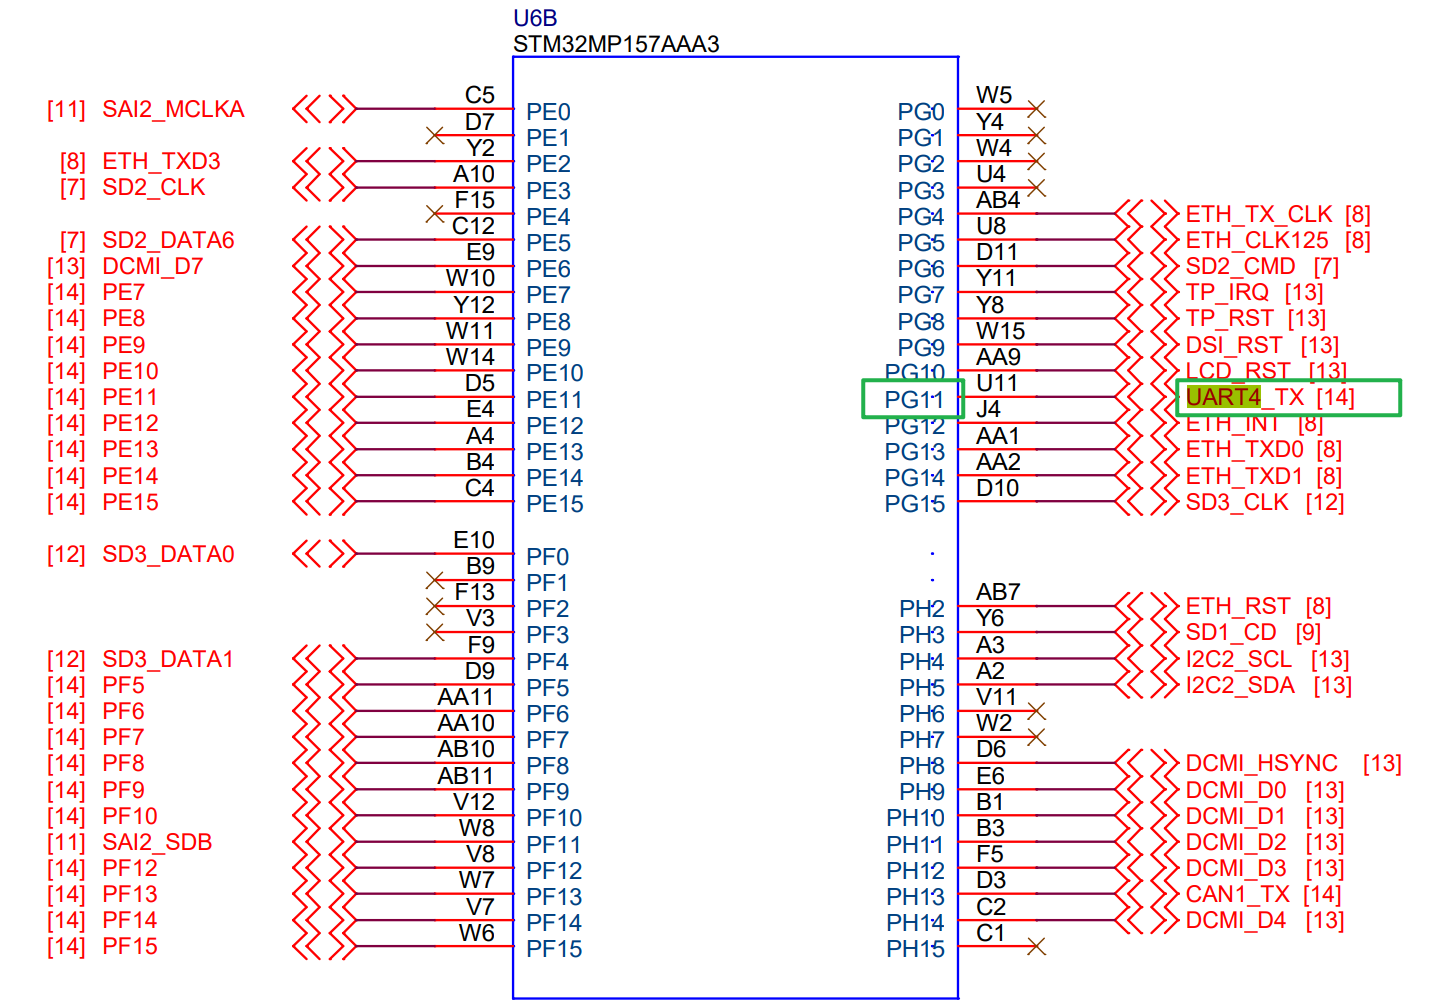 U6B
STM32MP157AAA3
[11] SAI2_MCLKA C5 PE0 PG0 W5
D7 PE1 PG1 Y4
[8] ETH_TXD3 Y2 PE2 PG2 W4
[7] SD2_CLK A10 PE3 PG3 U4
F15 PE4 PG4 AB4 ETH_TX_CLK [8]
[7] SD2_DATA6 C12 PE5 PG5 U8 ETH_CLK125 [8]
[13] DCMI_D7 E9 PE6 PG6 D11 SD2_CMD [7]
[14] PE7 W10 PE7 PG7 Y11 TP_IRQ [13]
[14] PE8 Y12 PE8 PG8 Y8 TP_RST [13]
[14] PE9 W11 PE9 PG9 W15 DSI_RST [13]
[14] PE10 W14 PE10 PG10 AA9 LCD_RST [13]
[14] PE11 D5 PE11 PG11 U11 UART4_TX [14]
[14] PE12 E4 PE12 PG12 J4 ETH_INT [8]
[14] PE13 A4 PE13 PG13 AA1 ETH_TXD0 [8]
[14] PE14 B4 PE14 PG14 AA2 ETH_TXD1 [8]
[14] PE15 C4 PE15 PG15 D10 SD3_CLK [12]
[12] SD3_DATA0 E10 PF0
B9 PF1
F13 PF2 PH2 AB7 ETH_RST [8]
V3 PF3 PH3 Y6 SD1_CD [9]
[12] SD3_DATA1 F9 PF4 PH4 A3 I2C2_SCL [13]
[14] PF5 D9 PF5 PH5 A2 I2C2_SDA [13]
[14] PF6 AA11 PF6 PH6 V11
[14] PF7 AA10 PF7 PH7 W2
[14] PF8 AB10 PF8 PH8 D6 DCMI_HSYNC [13]
[14] PF9 AB11 PF9 PH9 E6 DCMI_D0 [13]
[14] PF10 V12 PF10 PH10 B1 DCMI_D1 [13]
[11] SAI2_SDB W8 PF11 PH11 B3 DCMI_D2 [13]
[14] PF12 V8 PF12 PH12 F5 DCMI_D3 [13]
[14] PF13 W7 PF13 PH13 D3 CAN1_TX [14]
[14] PF14 V7 PF14 PH14 C2 DCMI_D4 [13]
[14] PF15 W6 PF15 PH15 C1